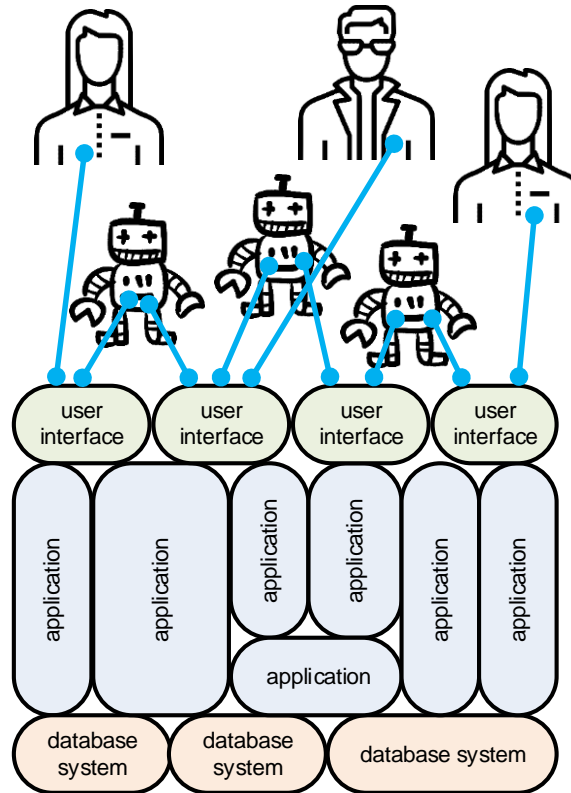 user
interface
user
interface
user
interface
user
interface
application
application
application
application
application
application
application
database
system
database
system
database system